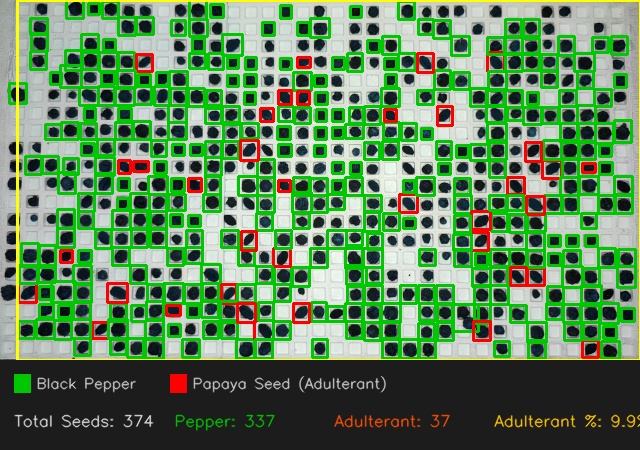 Black Pepper
Papaya Seed (Adulterant)
Total Seeds: 374 Pepper: 337 Adulterant: 37 Adulterant %: 9.9%